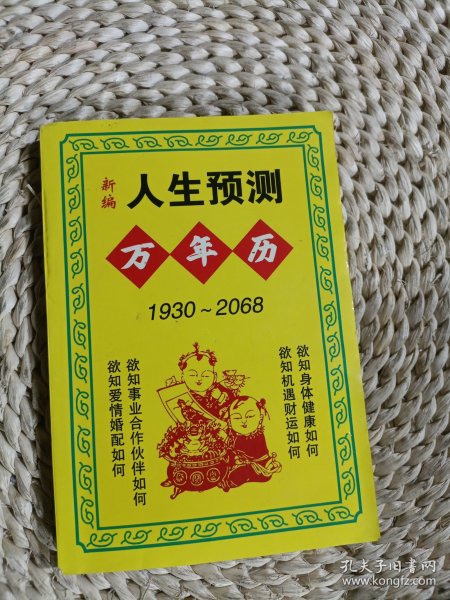 新编
人生预测
万年历
1930~2068
欲知身体健康如何
欲知机遇财运如何
欲知事业合作伙伴如何
欲知爱情婚配如何
孔夫子旧书网
www.kongfz.com